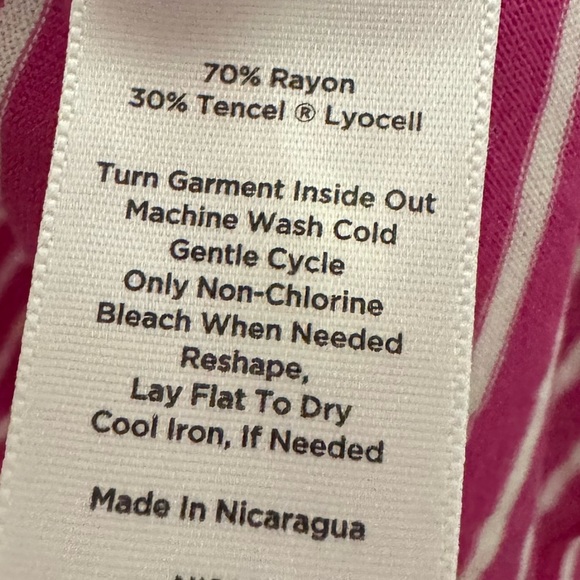 70% Rayon
30% Tencel ® Lyocell
Turn Garment Inside Out
Machine Wash Cold
Gentle Cycle
Only Non-Chlorine
Bleach When Needed
Reshape,
Lay Flat To Dry
Cool Iron, If Needed
Made In Nicaragua